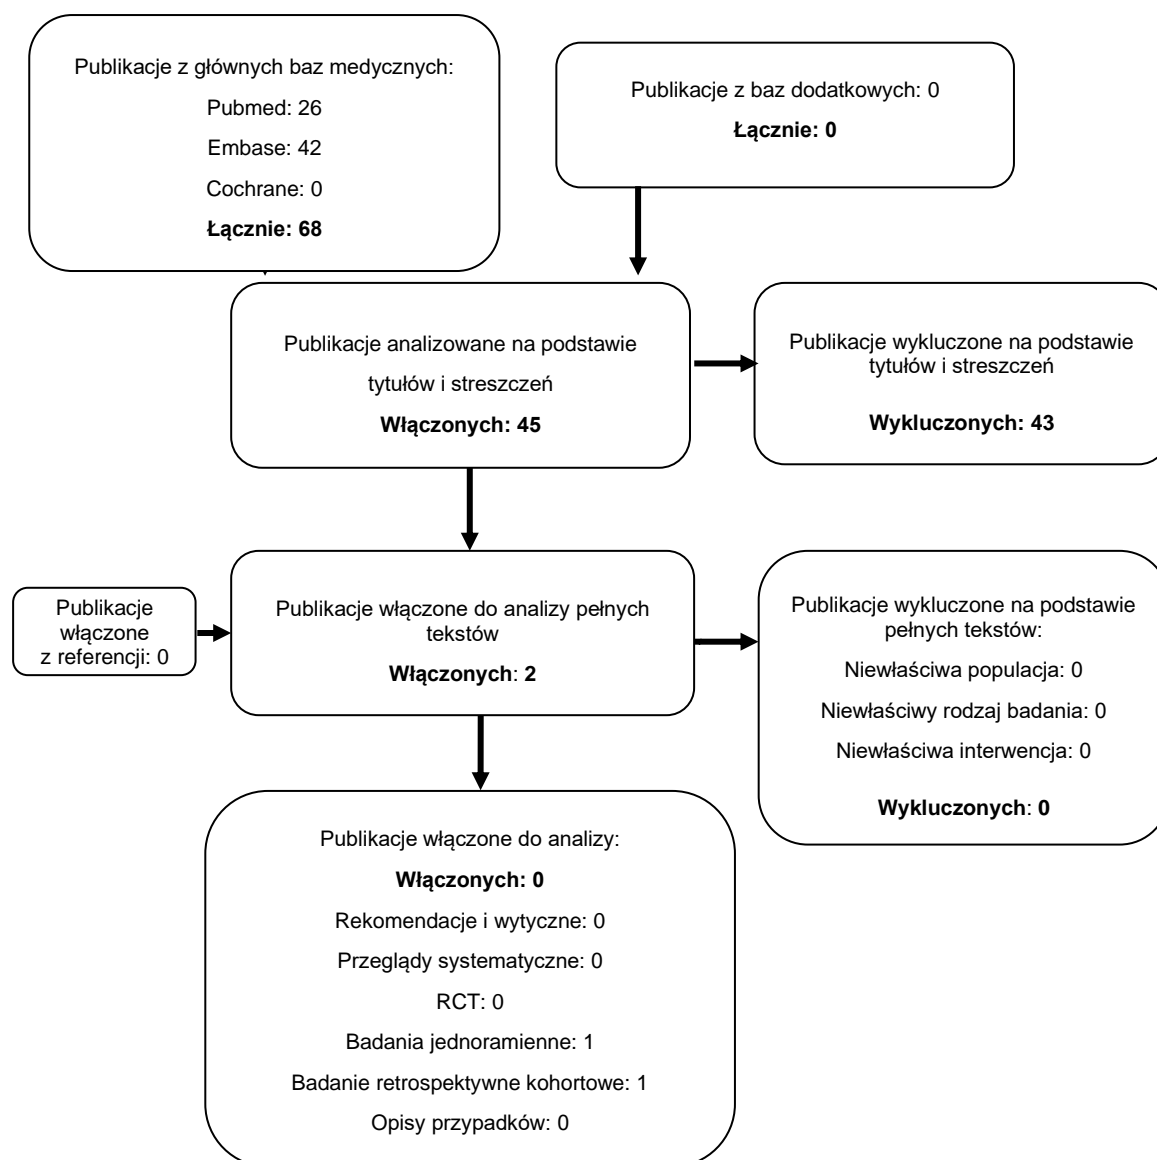 Publikacje z głównych baz medycznych:
Pubmed: 26
Embase: 42
Cochrane: 0
Łącznie: 68
Publikacje z baz dodatkowych: 0
Łącznie: 0
Publikacje analizowane na podstawie
tytułów i streszczeń
Włączonych: 45
Publikacje wykluczone na podstawie
tytułów i streszczeń
Wykluczonych: 43
Publikacje
włączone
z referencji: 0
Publikacje włączone do analizy pełnych
tekstów
Włączonych: 2
Publikacje wykluczone na podstawie
pełnych tekstów:
Niewłaściwa populacja: 0
Niewłaściwy rodzaj badania: 0
Niewłaściwa interwencja: 0
Wykluczonych: 0
Publikacje włączone do analizy:
Włączonych: 0
Rekomendacje i wytyczne: 0
Przeglądy systematyczne: 0
RCT: 0
Badania jednoramienne: 1
Badanie retrospektywne kohortowe: 1
Opisy przypadków: 0